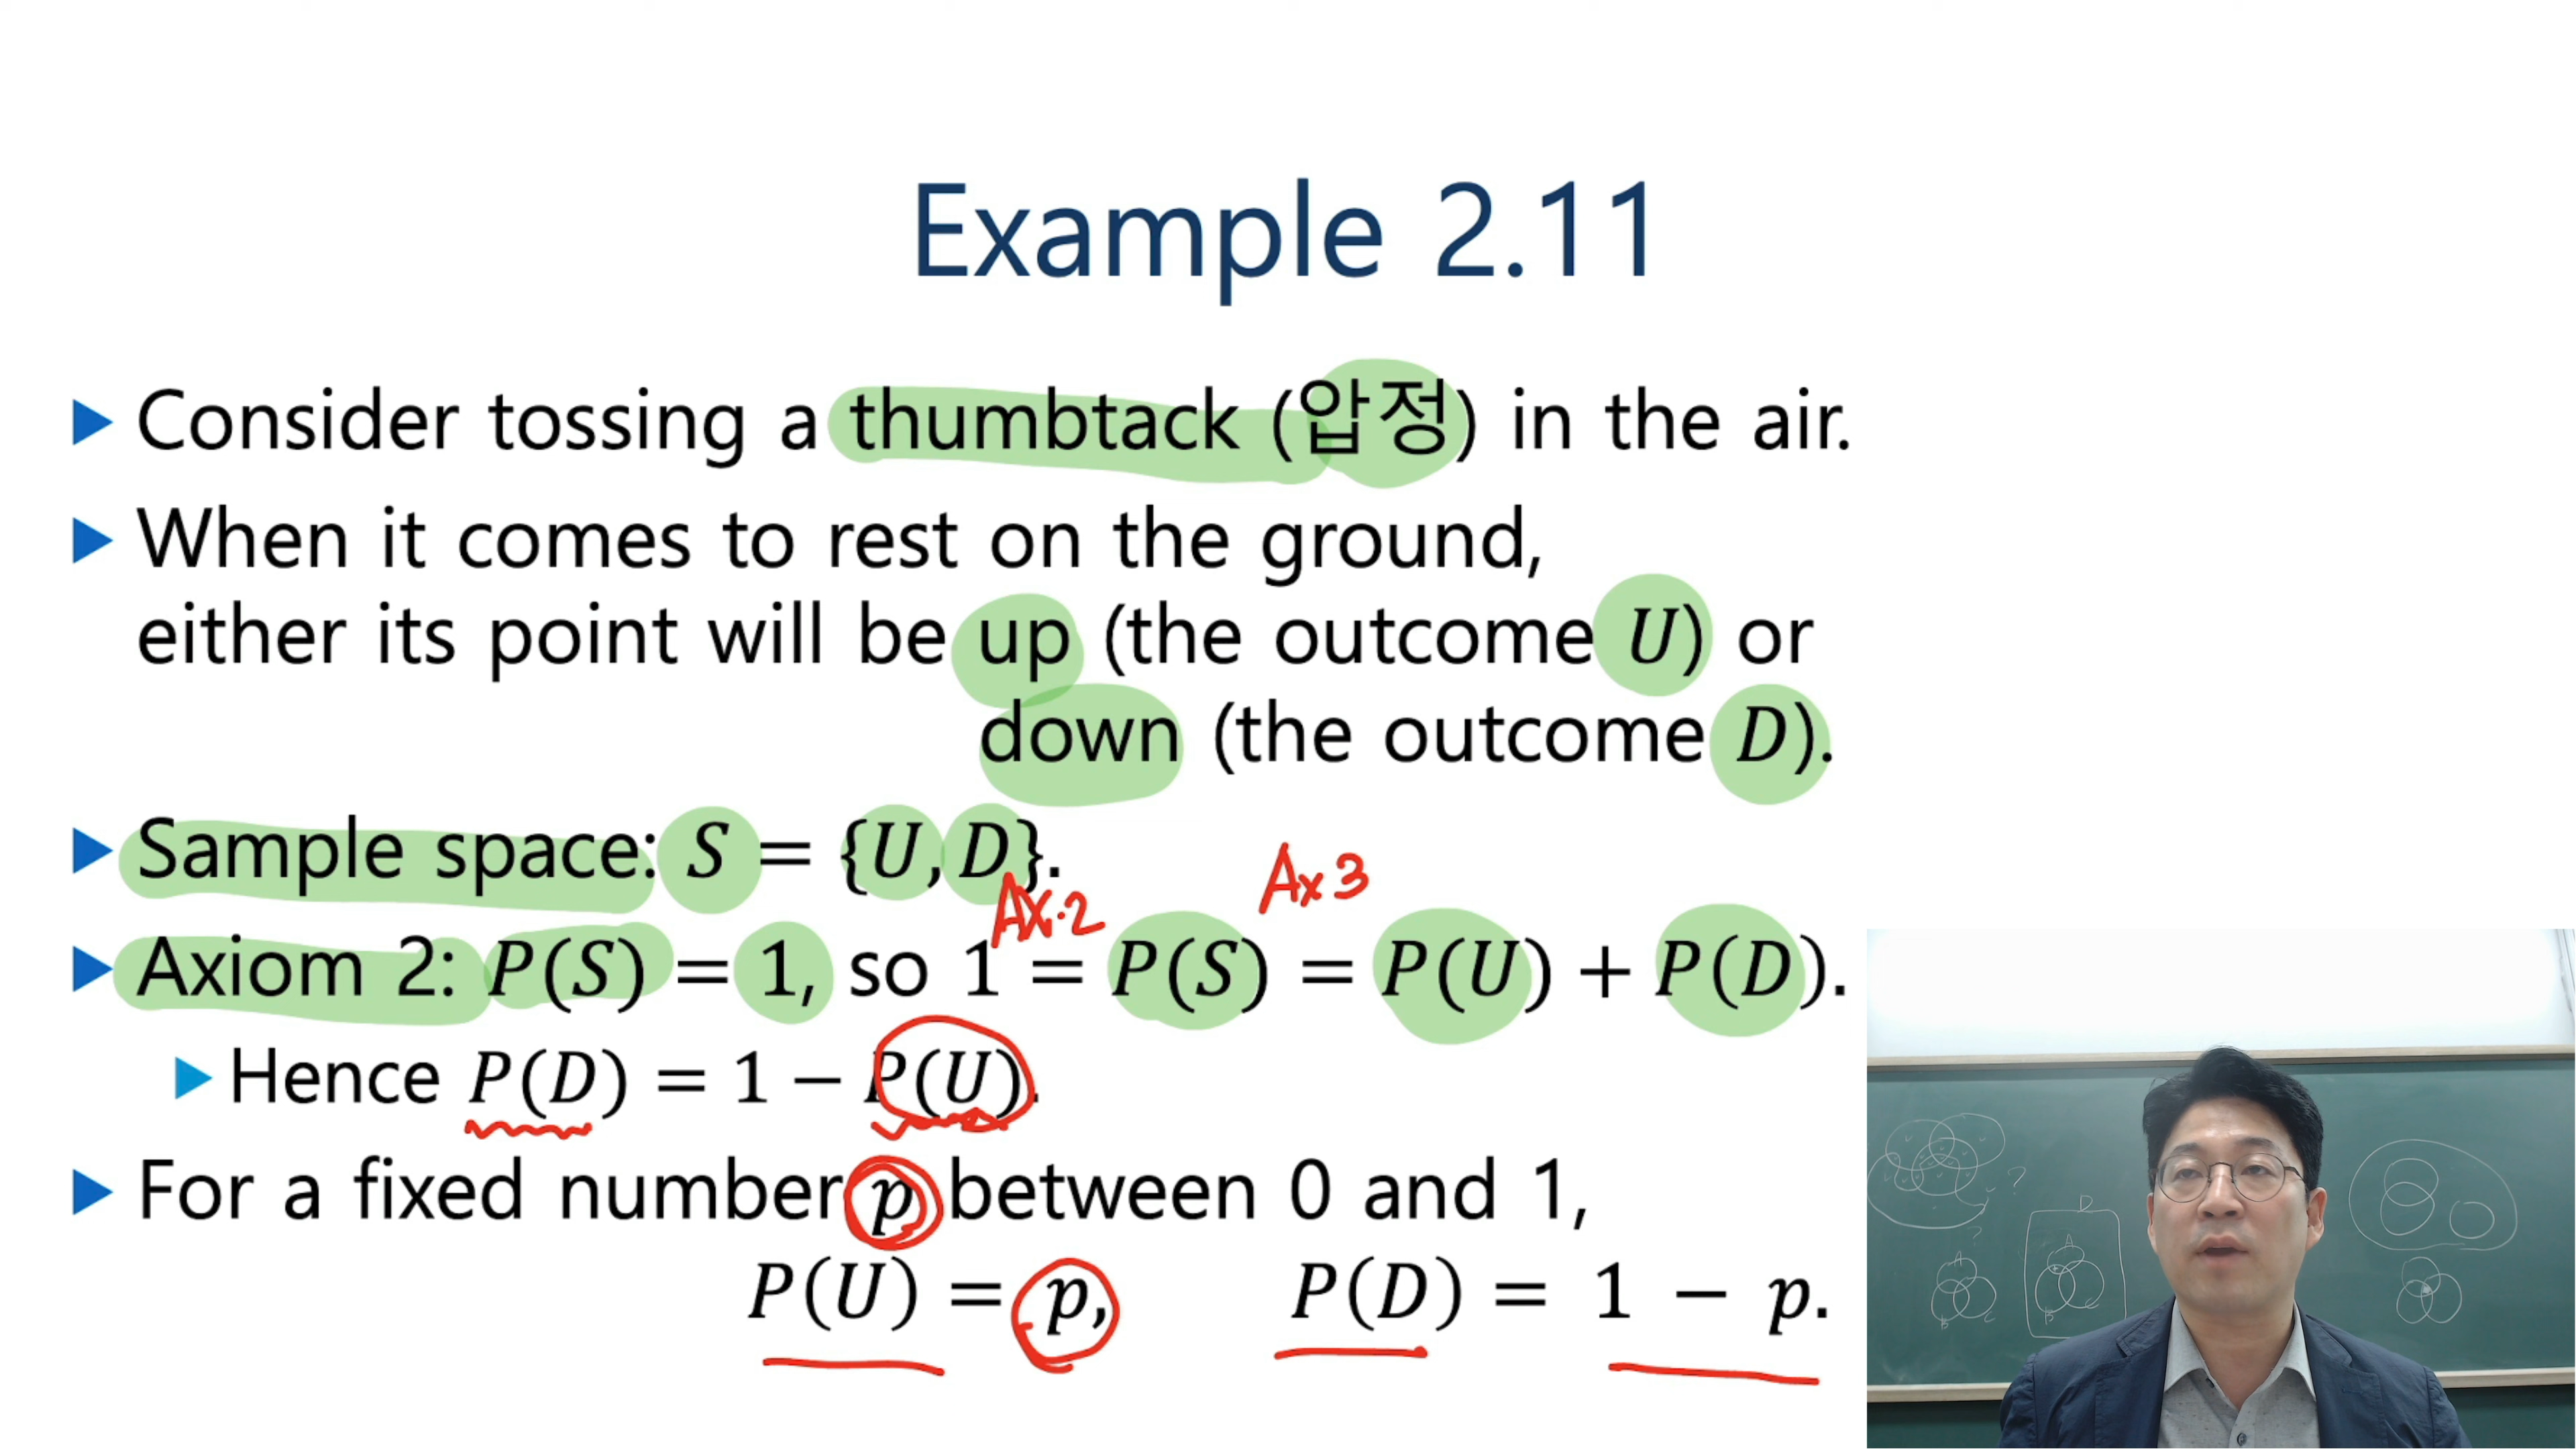 Example 2.11
Consider tossing a thumbtack (압정) in the air.
When it comes to rest on the ground,
either its point will be up (the outcome U) or
down (the outcome D).
Sample space: S = {U, D}.
Ax.2 Ax 3
Axiom 2: P(S) = 1, so 1 = P(S) = P(U) + P(D).
Hence P(D) = 1 − P(U).
For a fixed number p between 0 and 1,
P(U) = p, P(D) = 1 − p.
D
A
A
B
C
B
C
?
?